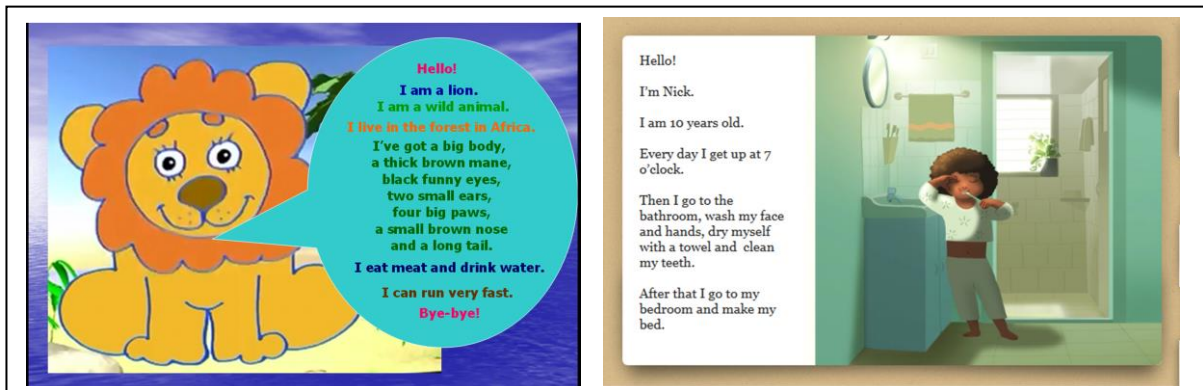 Hello!
I am a lion.
I am a wild animal.
I live in the forest in Africa.
I've got a big body,
a thick brown mane,
black funny eyes,
two small ears,
four big paws,
a small brown nose
and a long tail.
I eat meat and drink water.
I can run very fast.
Bye-bye!
Hello!
I'm Nick.
I am 10 years old.
Every day I get up at 7
o'clock.
Then I go to the
bathroom, wash my face
and hands, dry myself
with a towel and clean
my teeth.
After that I go to my
bedroom and make my
bed.